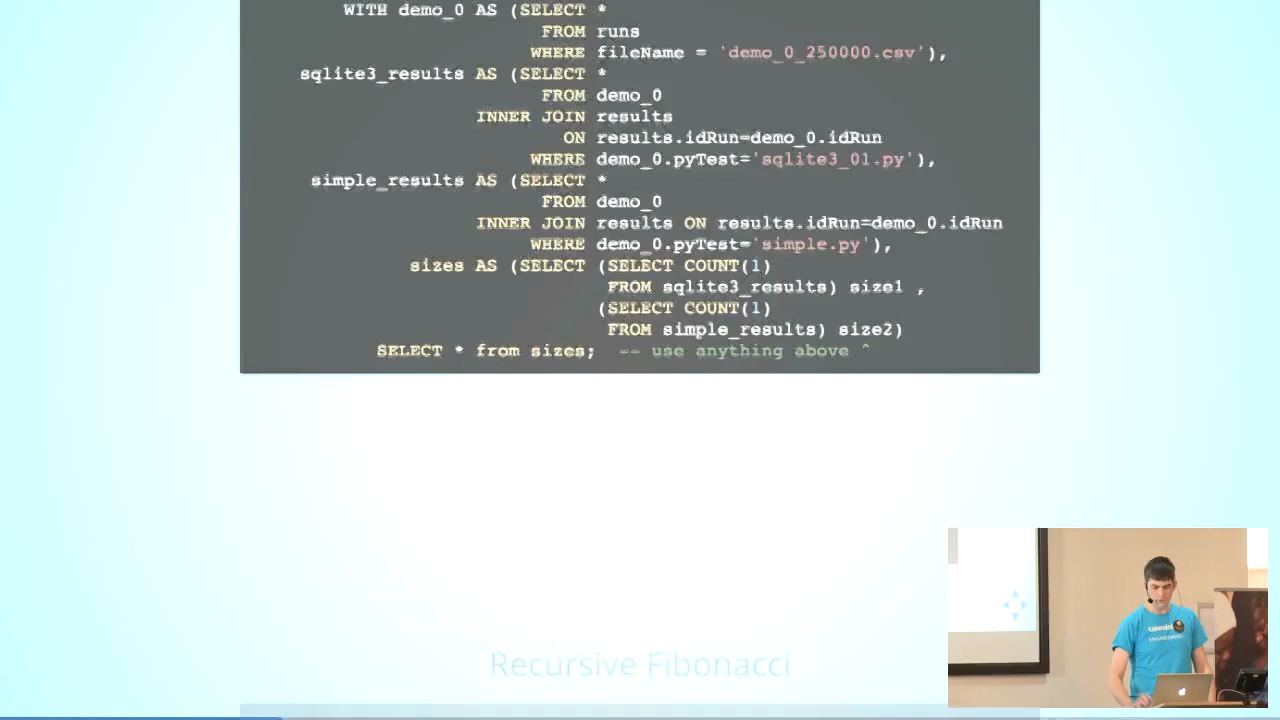 WITH demo_0 AS (SELECT *
FROM runs
WHERE fileName = 'demo_0_250000.csv'),
sqlite3_results AS (SELECT *
FROM demo_0
INNER JOIN results
ON results.idRun=demo_0.idRun
WHERE demo_0.pyTest='sqlite3_01.py'),
simple_results AS (SELECT *
FROM demo_0
INNER JOIN results ON results.idRun=demo_0.idRun
WHERE demo_0.pyTest='simple.py'),
sizes AS (SELECT (SELECT COUNT(1)
FROM sqlite3_results) size1 ,
(SELECT COUNT(1)
FROM simple_results) size2)
SELECT * from sizes;  -- use anything above ^
Recursive Fibonacci
ENGINEERING